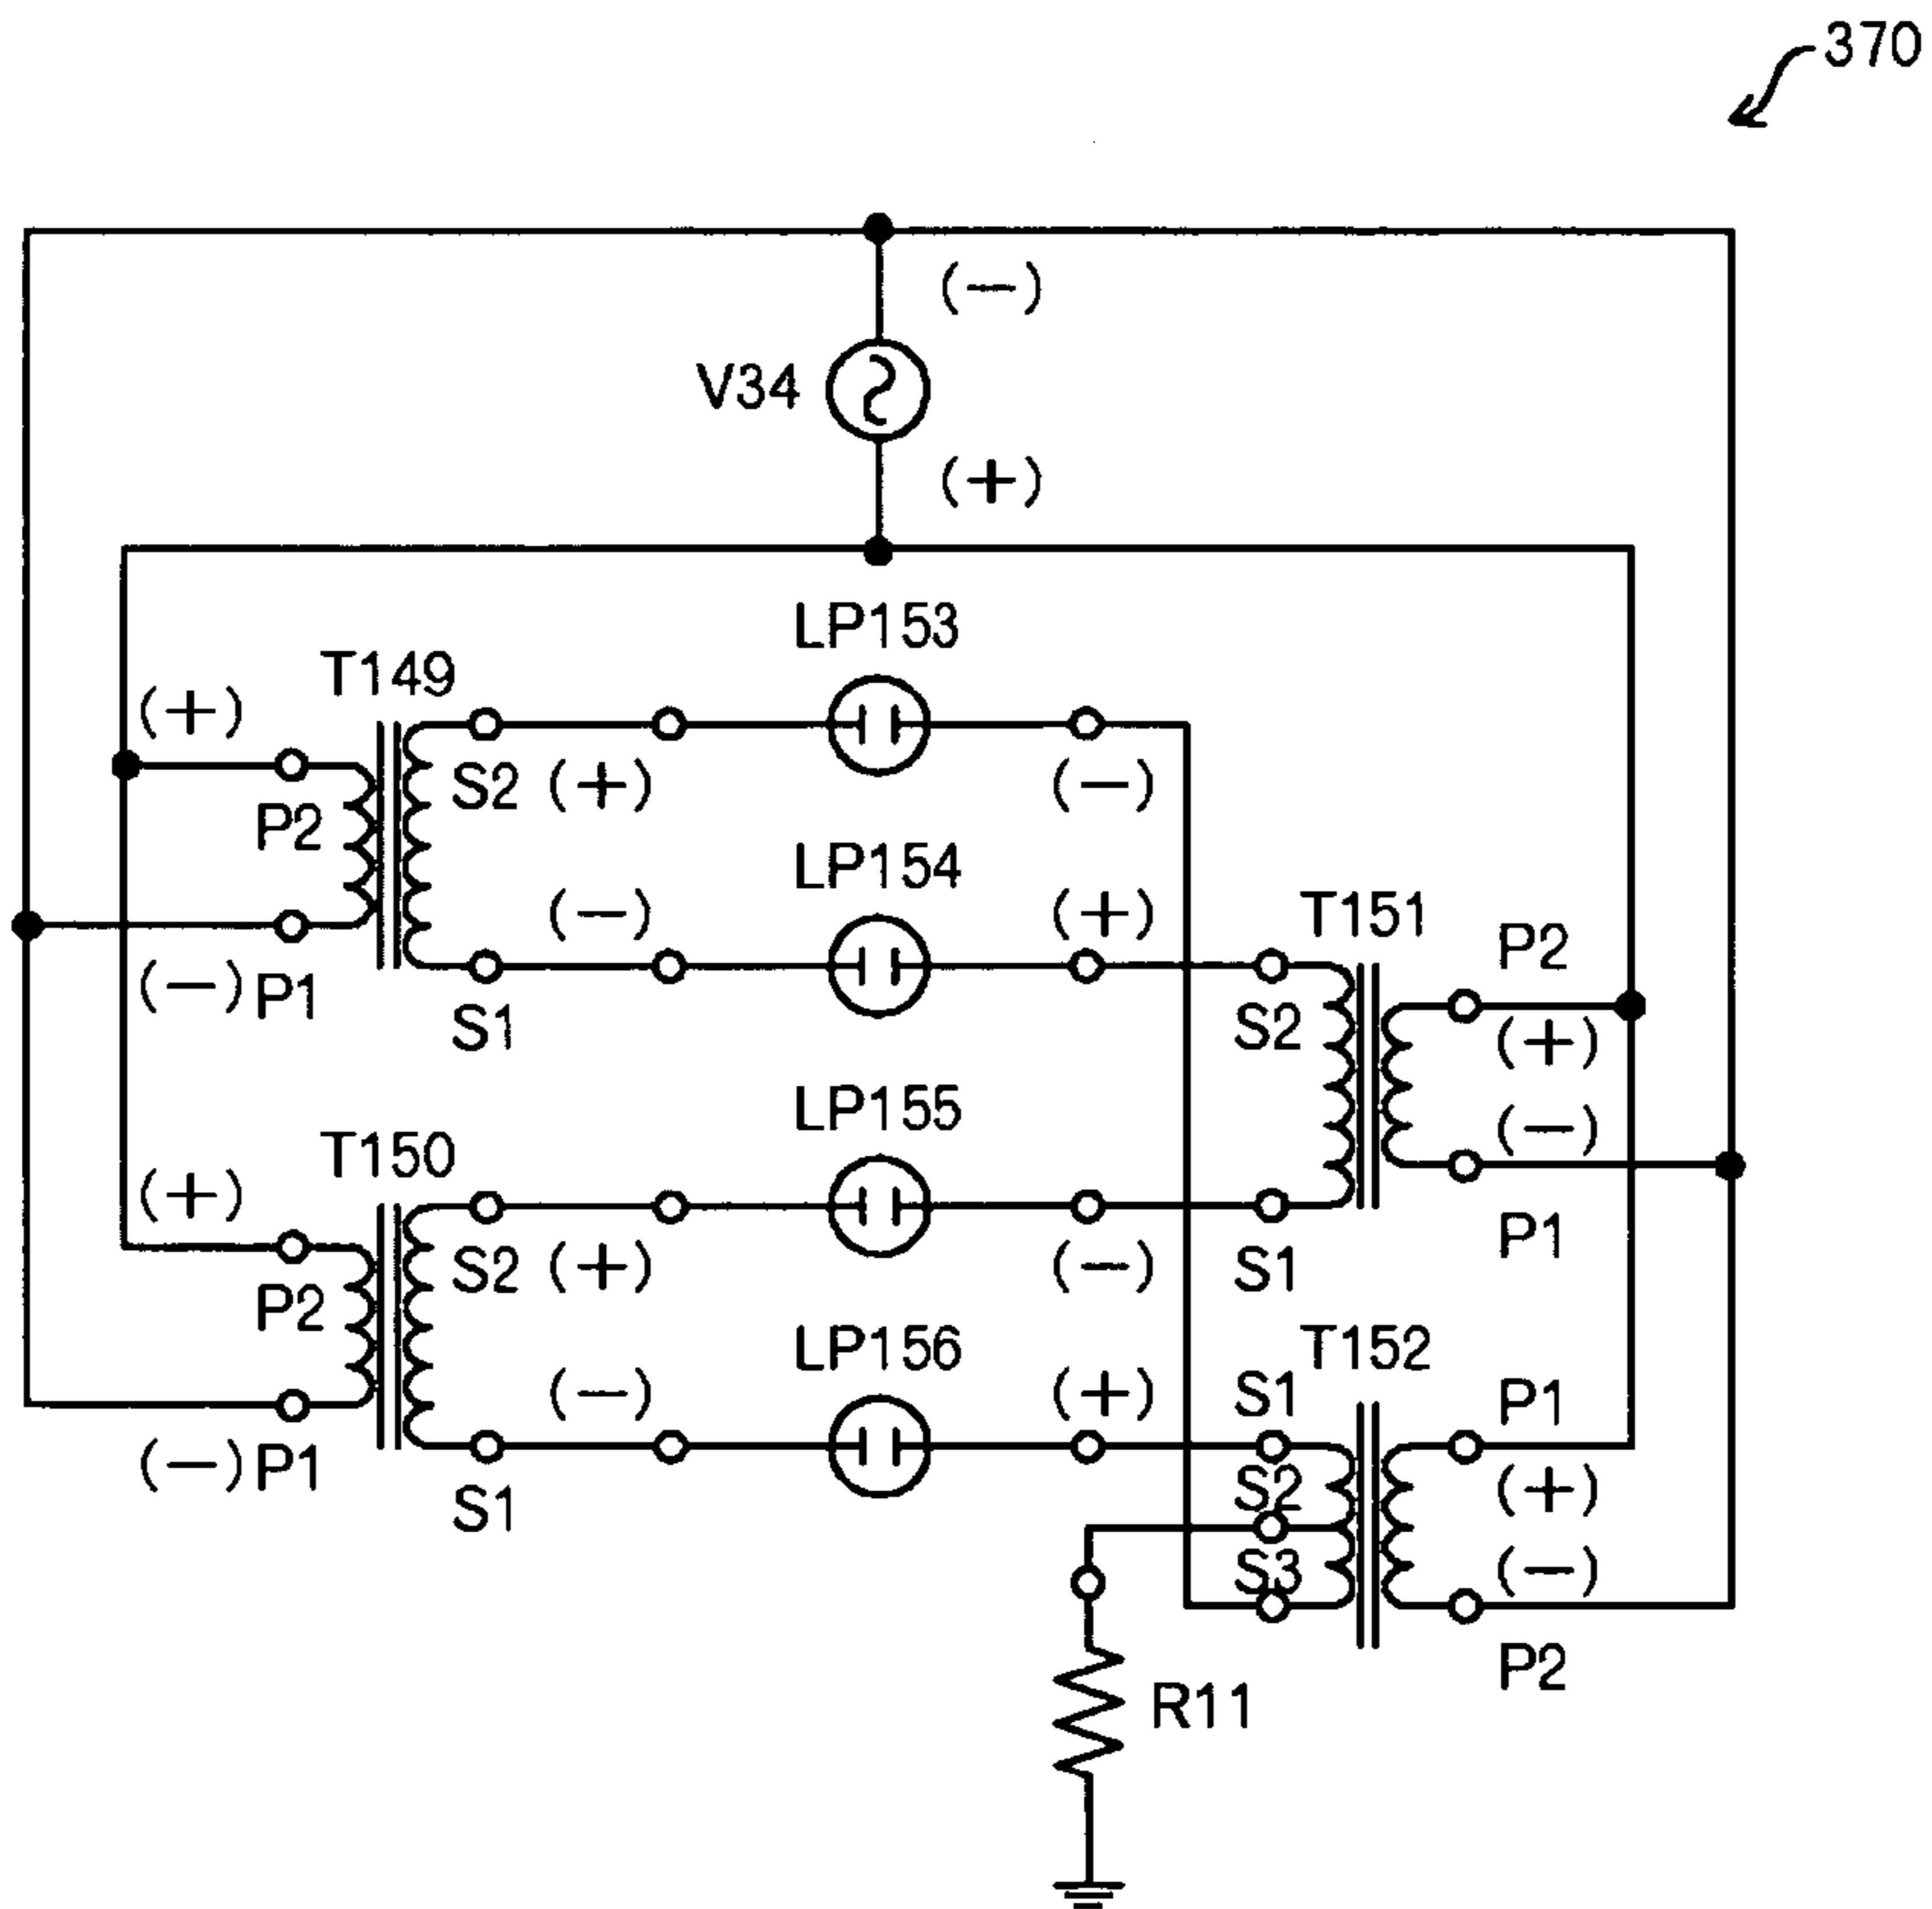 370
(−)
V34
(+)
LP153
T149
(+)
S2 (+)
(−)
P2
LP154
(−)
(+)
T151
P2
(−) P1
S1
S2
(+)
LP155
(−)
T150
(+)
P1
S2 (+)
(−)
S1
P2
LP156
T152
(−)
(+)
S1
P1
(−) P1
S2
(+)
S1
S3
(−)
P2
R11